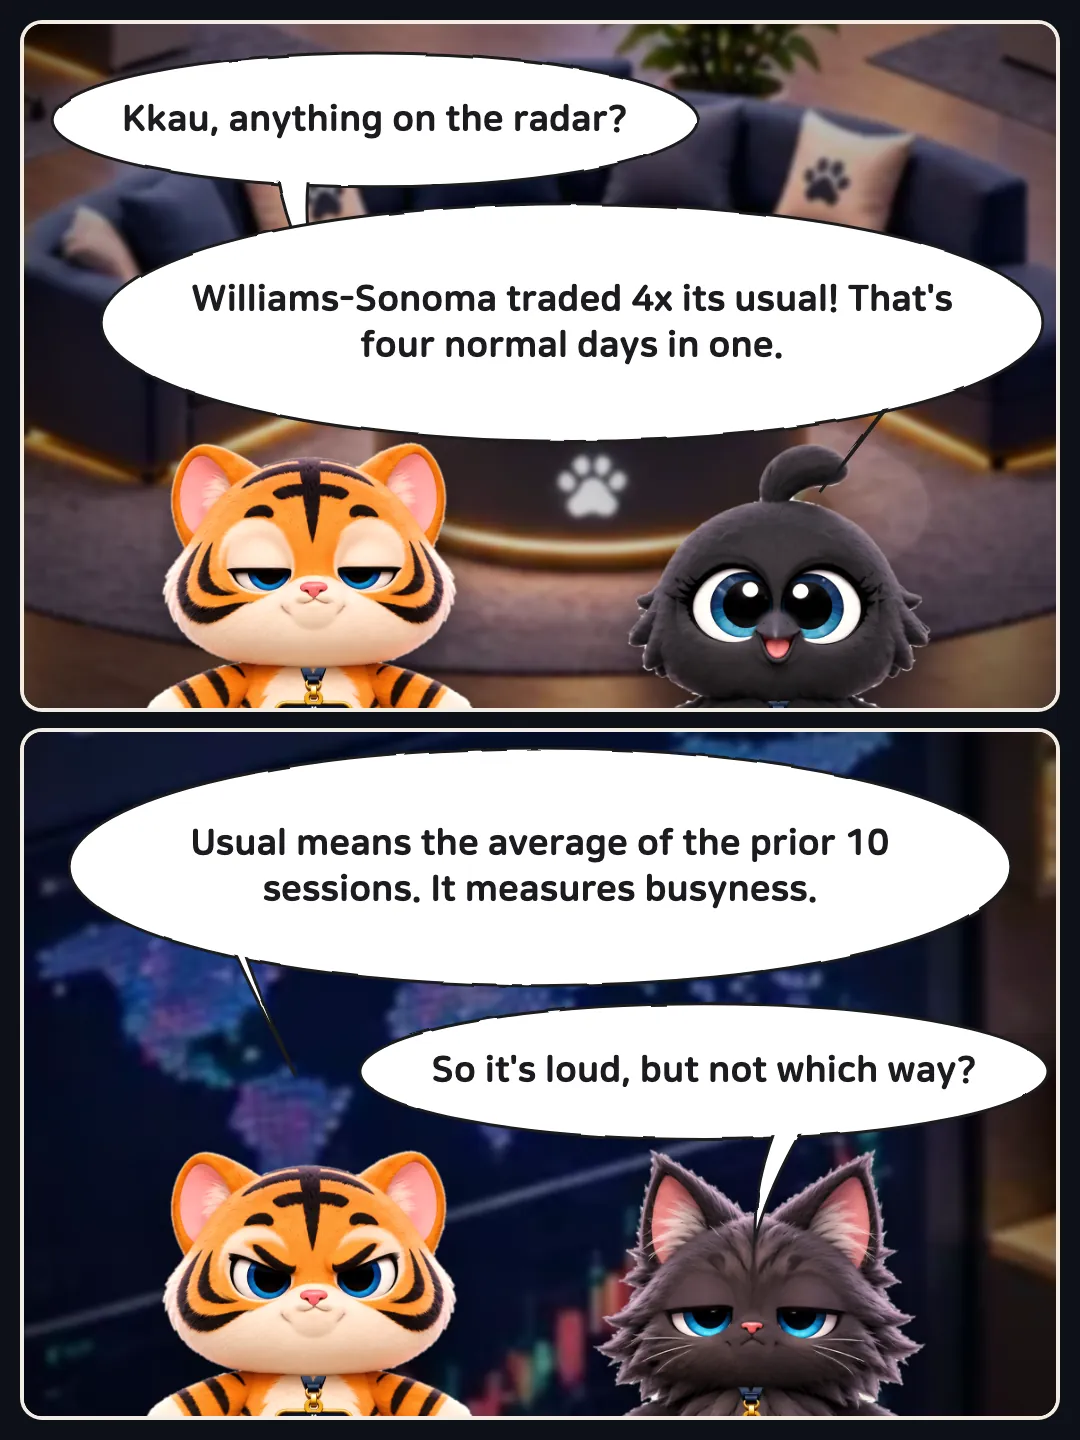 Kkau, anything on the radar?
Williams-Sonoma traded 4x its usual! That's
four normal days in one.
Usual means the average of the prior 10
sessions. It measures busyness.
So it's loud, but not which way?